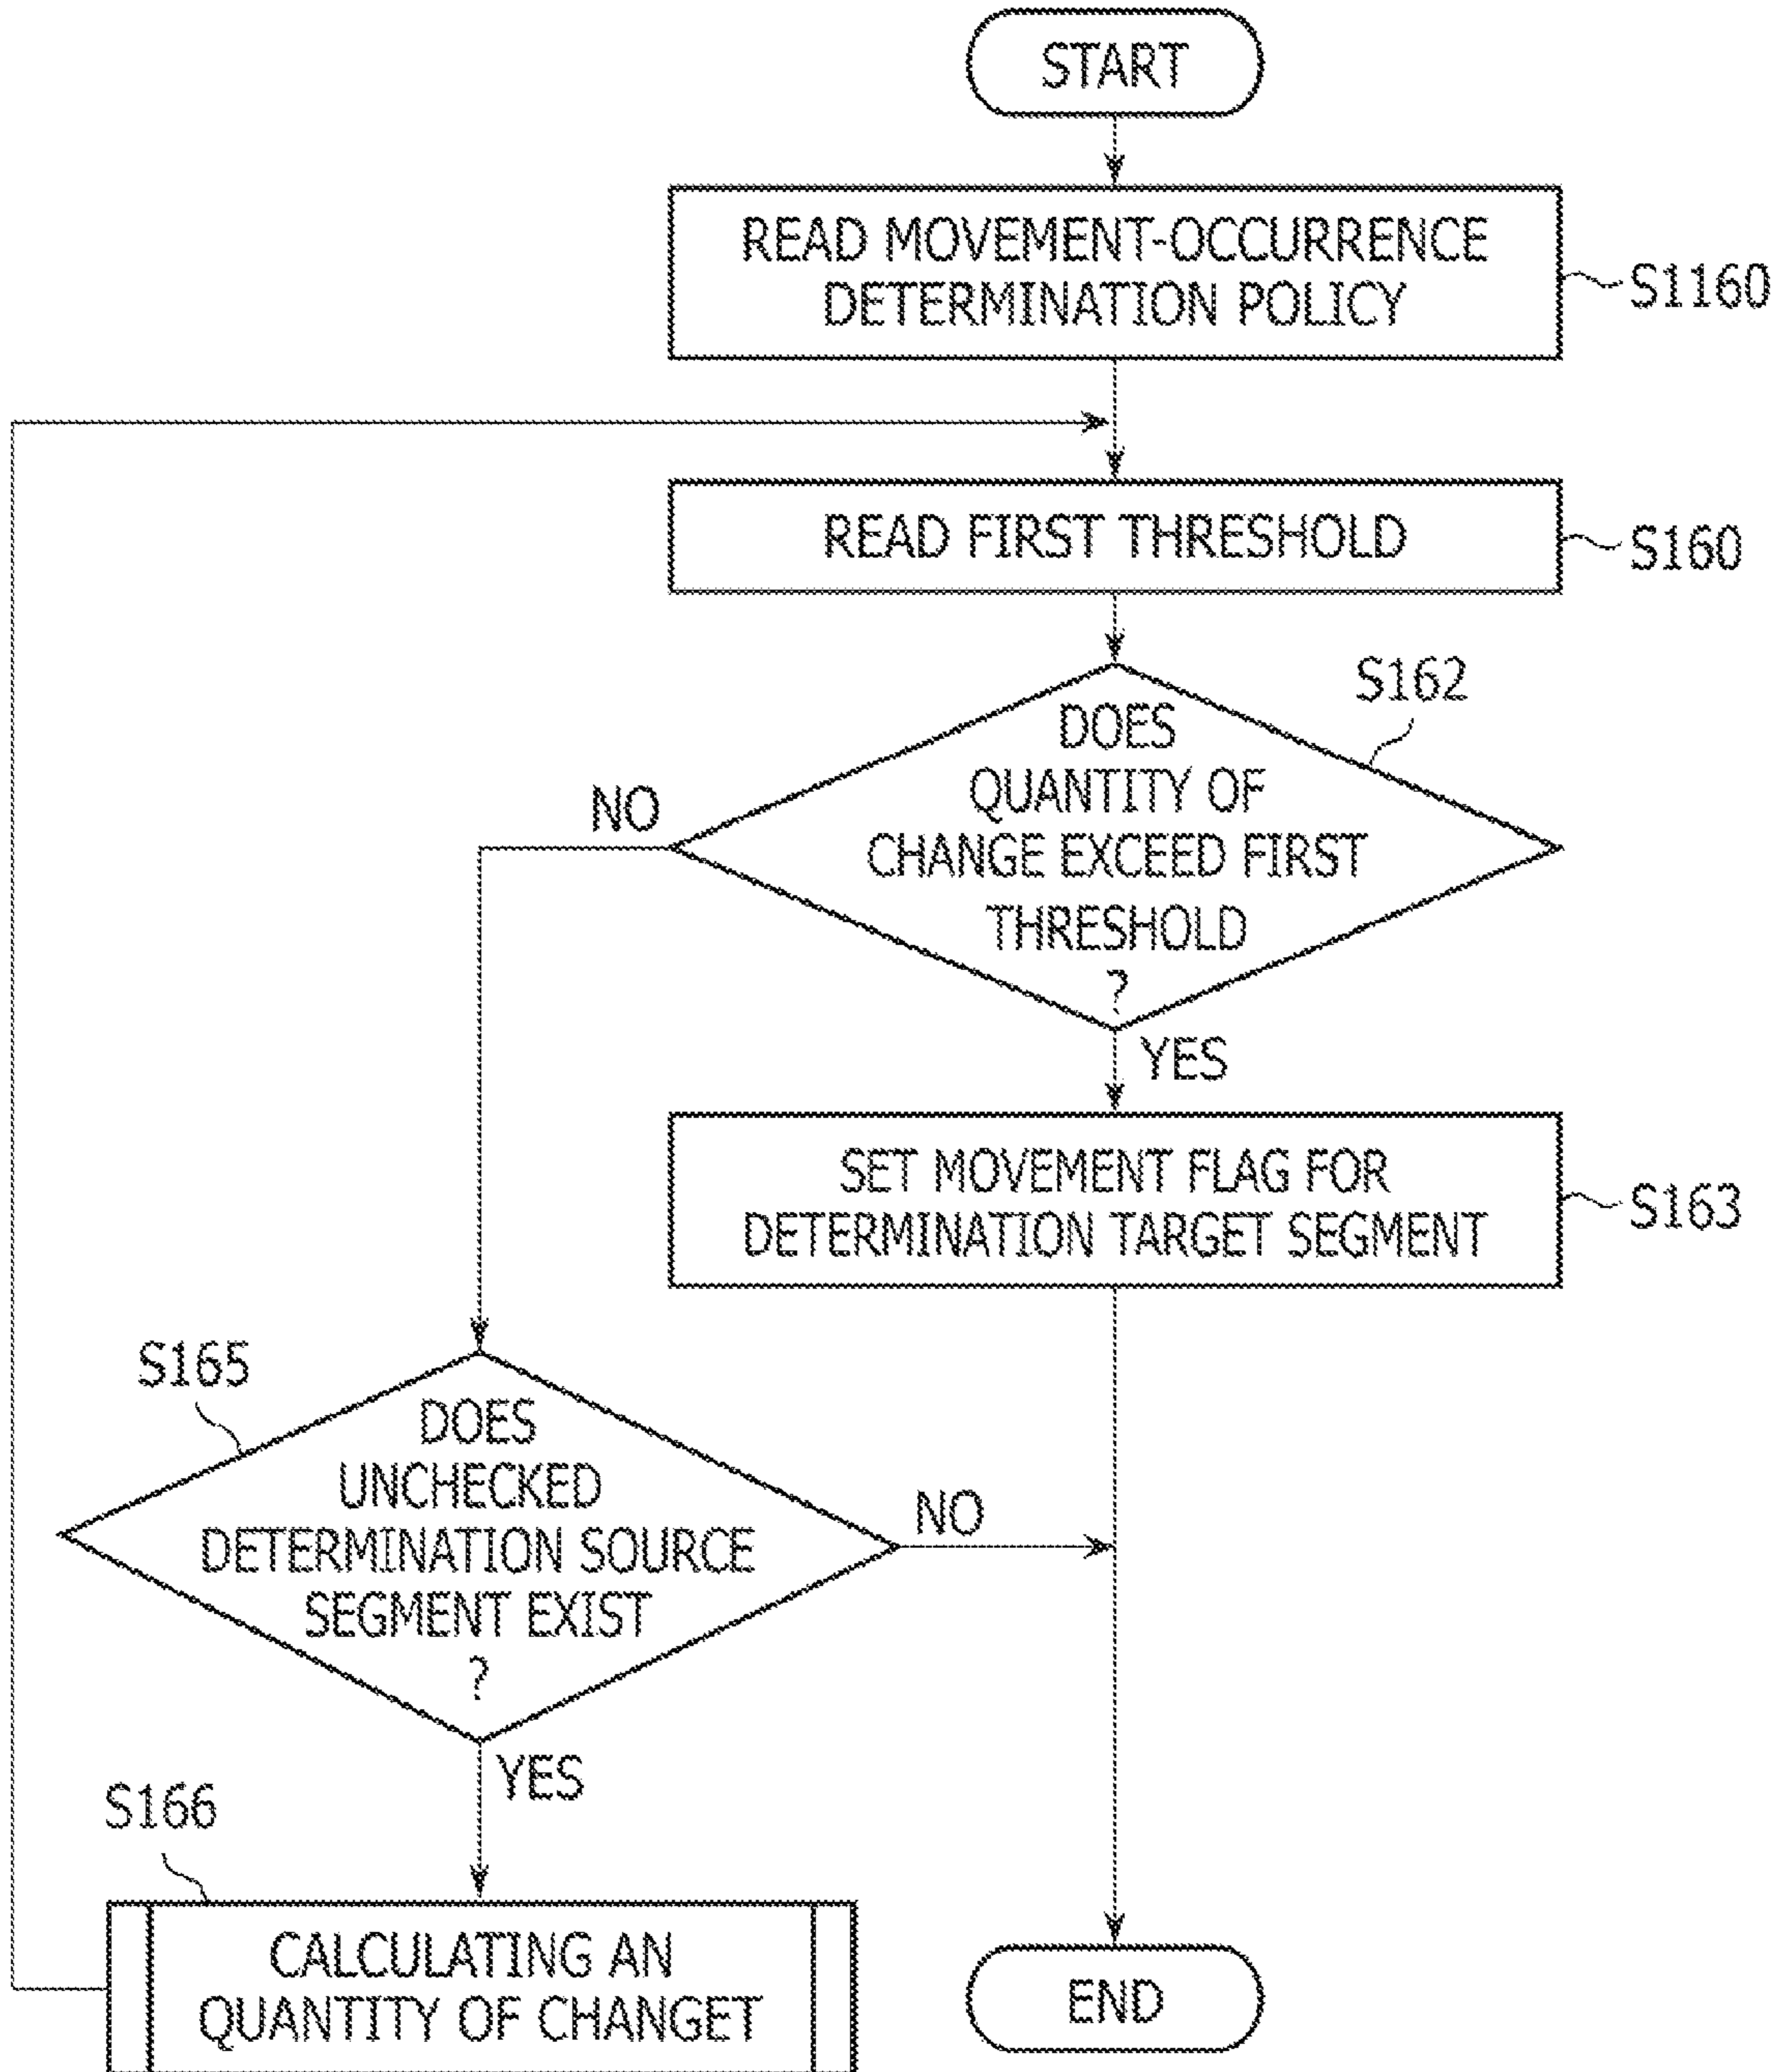 START
READ MOVEMENT-OCCURRENCE
DETERMINATION POLICY
S1160
READ FIRST THRESHOLD
S160
S162
DOES
QUANTITY OF
CHANGE EXCEED FIRST
THRESHOLD
?
NO
YES
SET MOVEMENT FLAG FOR
DETERMINATION TARGET SEGMENT
S163
S165
DOES
UNCHECKED
DETERMINATION SOURCE
SEGMENT EXIST
?
NO
YES
S166
CALCULATING AN
QUANTITY OF CHANGET
END